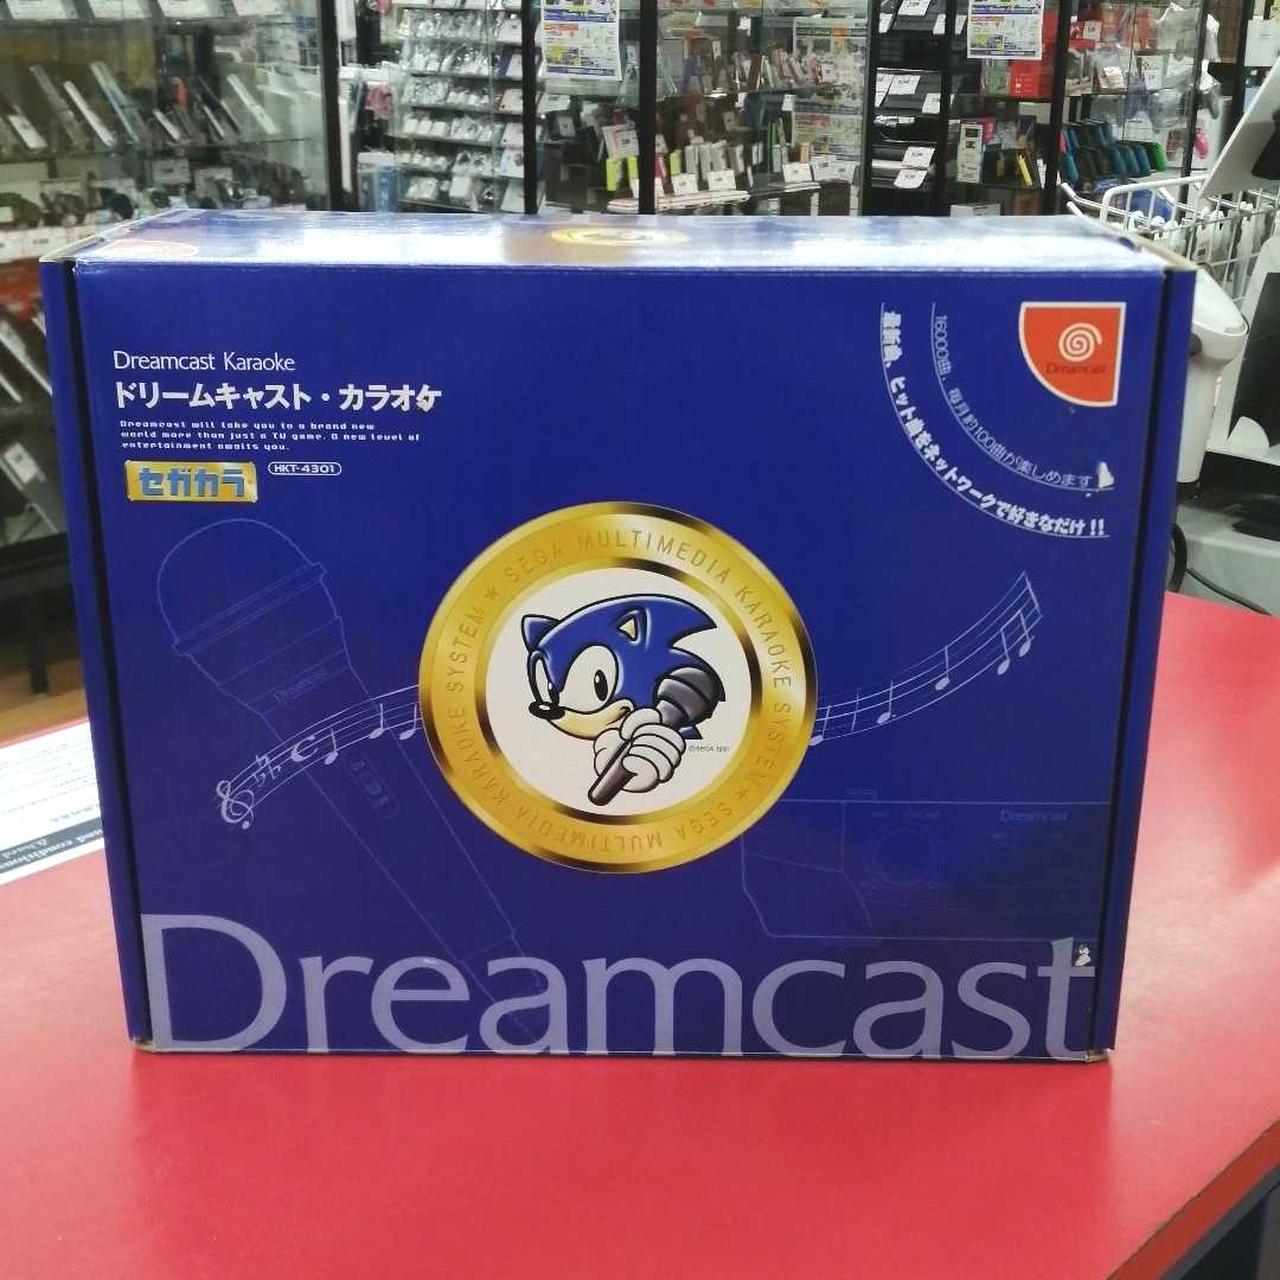 Dreamcast Karaoke
ドリームキャスト・カラオケ
Dreamcast will take you to a brand new
world more than just a TV game. A new level of
entertainment awaits you.
セガカラ
HKT-4301
16000曲、毎月約100曲が楽しめます
最新曲、ヒット曲をネットワークで好きなだけ!!
Dreamcast
SEGA MULTIMEDIA KARAOKE SYSTEM ★ SEGA MULTIMEDIA KARAOKE SYSTEM ★
©SEGA
Dreamcast
Dreamcast
Dreamcast